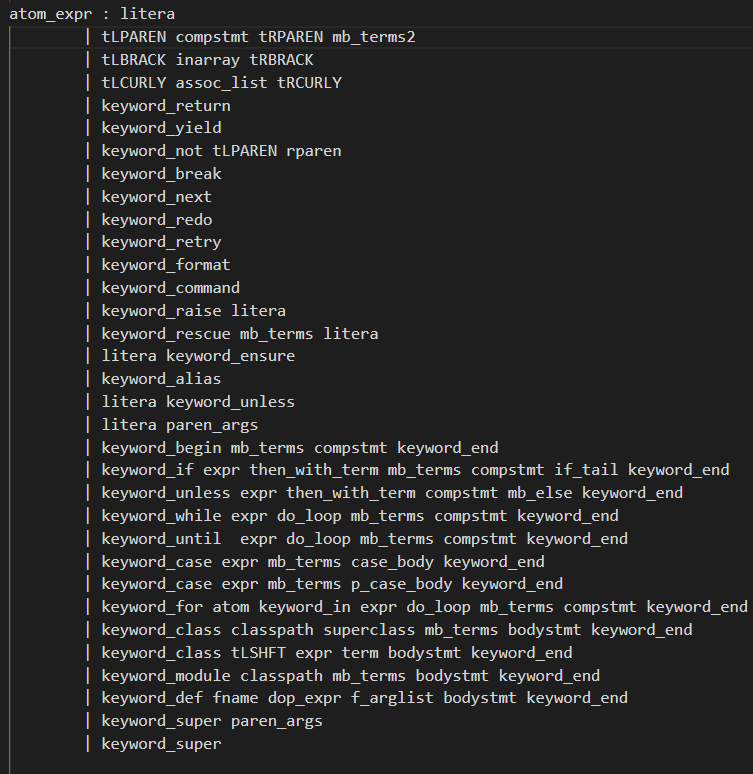 atom_expr : litera
| tLPAREN compstmt tRPAREN mb_terms2
| tLBRACK inarray tRBRACK
| tLCURLY assoc_list tRCURLY
| keyword_return
| keyword_yield
| keyword_not tLPAREN rparen
| keyword_break
| keyword_next
| keyword_redo
| keyword_retry
| keyword_format
| keyword_command
| keyword_raise litera
| keyword_rescue mb_terms litera
| litera keyword_ensure
| keyword_alias
| litera keyword_unless
| litera paren_args
| keyword_begin mb_terms compstmt keyword_end
| keyword_if expr then_with_term mb_terms compstmt if_tail keyword_end
| keyword_unless expr then_with_term compstmt mb_else keyword_end
| keyword_while expr do_loop mb_terms compstmt keyword_end
| keyword_until  expr do_loop mb_terms compstmt keyword_end
| keyword_case expr mb_terms case_body keyword_end
| keyword_case expr mb_terms p_case_body keyword_end
| keyword_for atom keyword_in expr do_loop mb_terms compstmt keyword_end
| keyword_class classpath superclass mb_terms bodystmt keyword_end
| keyword_class tLSHFT expr term bodystmt keyword_end
| keyword_module classpath mb_terms bodystmt keyword_end
| keyword_def fname dop_expr f_arglist bodystmt keyword_end
| keyword_super paren_args
| keyword_super